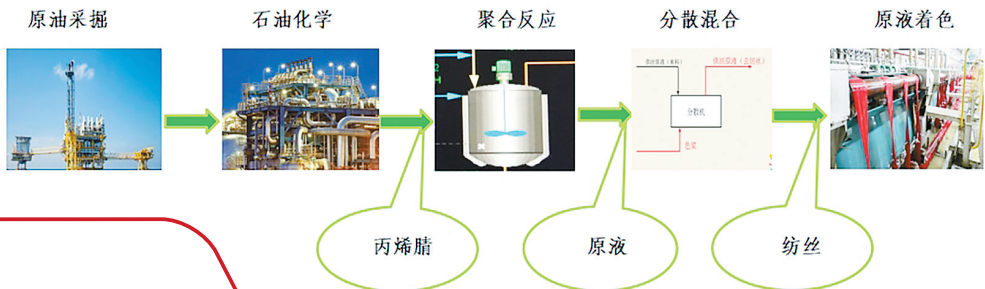 原油采掘
石油化学
聚合反应
分散混合
原液着色
分散机
色浆
丙烯腈
原液
纺丝